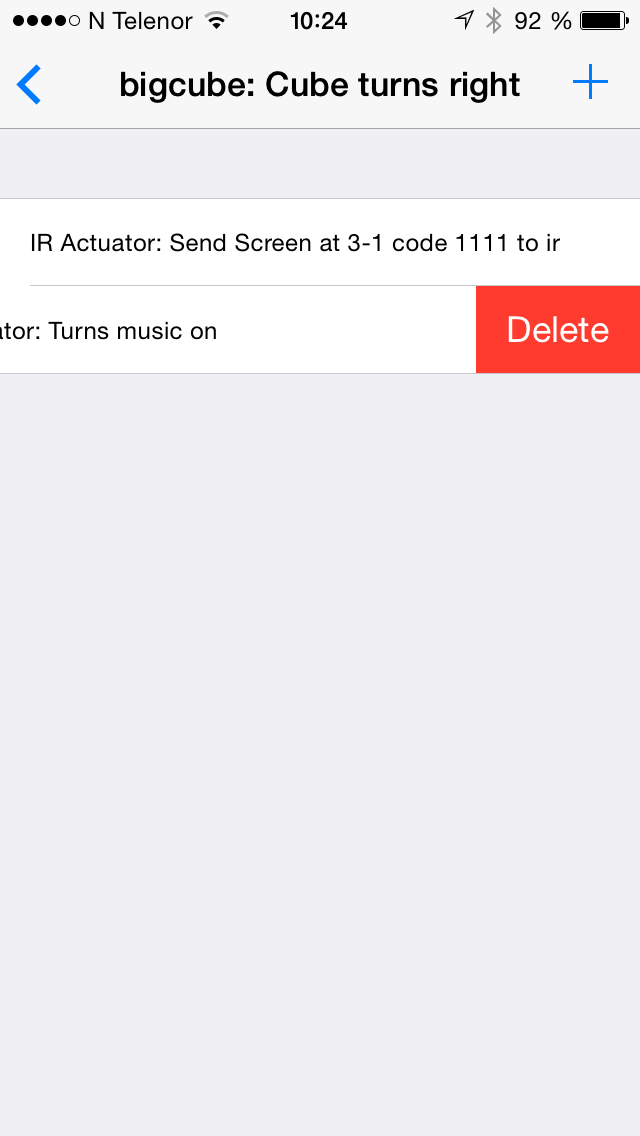 N Telenor 10:24 92 %
bigcube: Cube turns right
IR Actuator: Send Screen at 3-1 code 1111 to ir
ator: Turns music on Delete